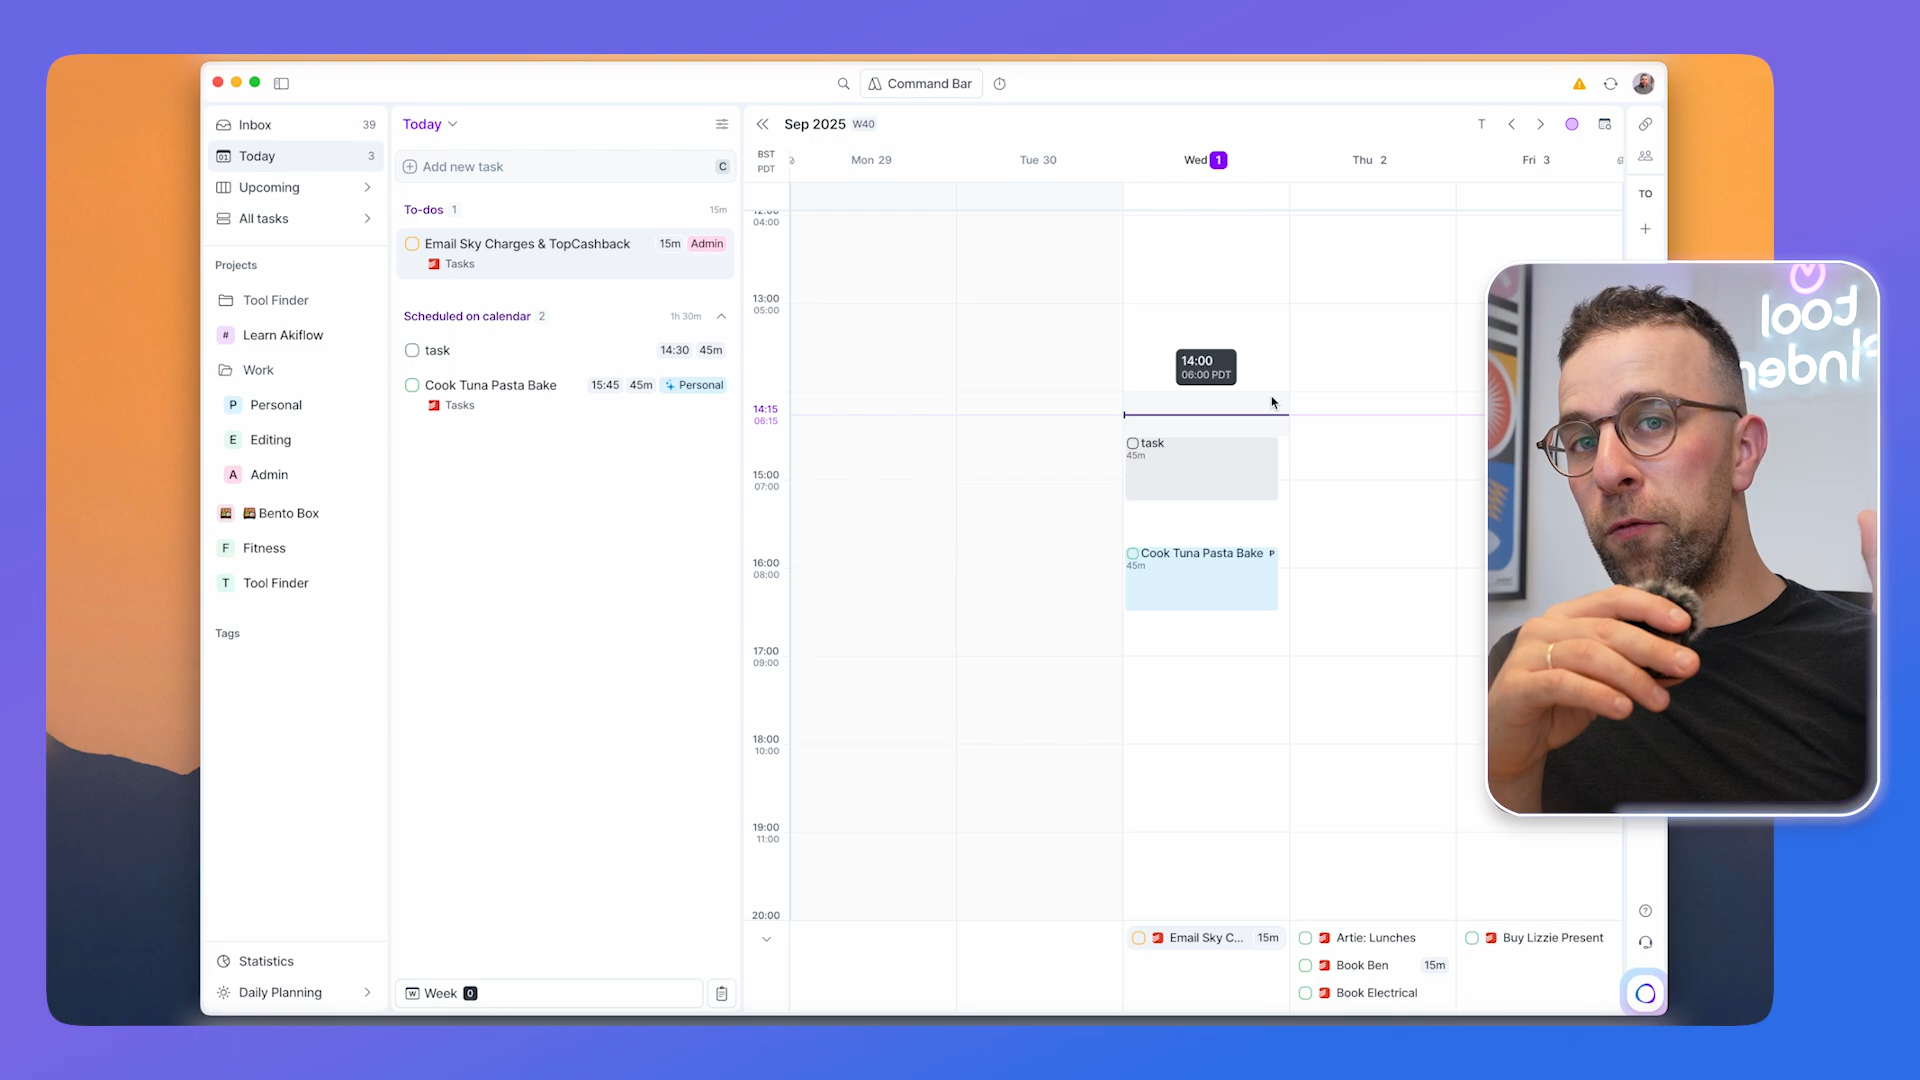 Command Bar
Inbox 39
01 Today 3
Upcoming
All tasks
Projects
Tool Finder
# Learn Akiflow
Work
P Personal
E Editing
A Admin
Bento Box
F Fitness
T Tool Finder
Tags
Statistics
Daily Planning
Today
Add new task C
To-dos 1 15m
Email Sky Charges & TopCashback 15m Admin
Tasks
Scheduled on calendar 2 1h 30m
task 14:30 45m
Cook Tuna Pasta Bake 15:45 45m Personal
Tasks
W Week 0
Sep 2025 W40 T
BST
PDT
Mon 29 Tue 30 Wed 1 Thu 2 Fri 3
12:00
04:00
13:00
05:00
14:00
06:00 PDT
14:15
06:15
task
45m
15:00
07:00
Cook Tuna Pasta Bake P
45m
16:00
08:00
17:00
09:00
18:00
10:00
19:00
11:00
20:00
Email Sky C... 15m
Artie: Lunches
Book Ben 15m
Book Electrical
Buy Lizzie Present
TO